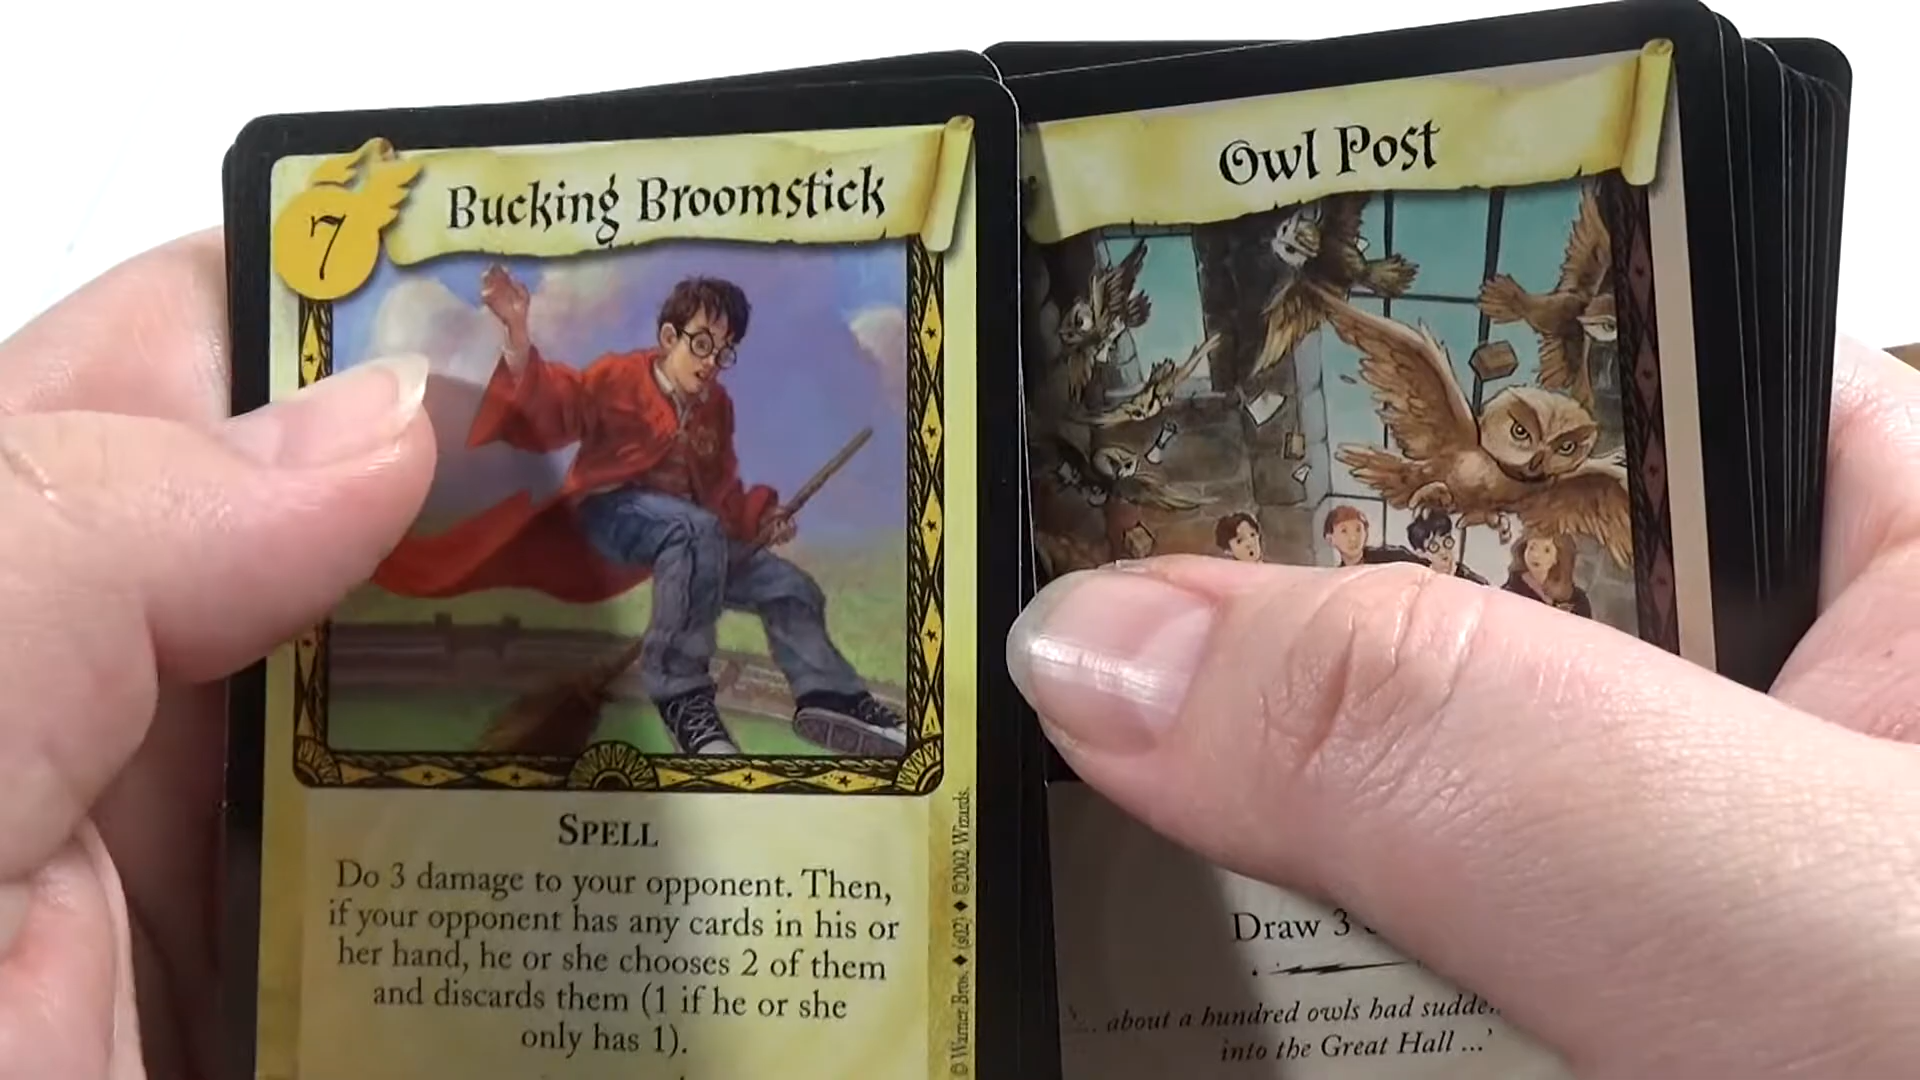 7
Bucking Broomstick
SPELL
Do 3 damage to your opponent. Then,
if your opponent has any cards in his or
her hand, he or she chooses 2 of them
and discards them (1 if he or she
only has 1).
© Warner Bros. ♦ (s02) ♦ ©2002 Wizards.
Owl Post
Draw 3
'... about a hundred owls had
into the Great Hall ...'